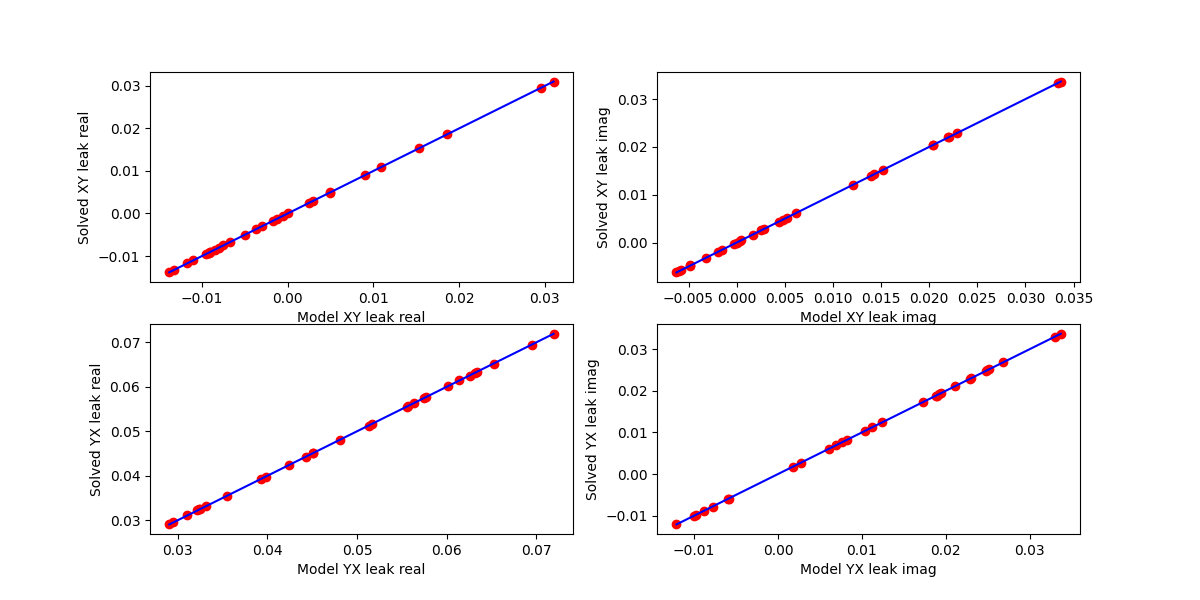 Solved XY leak real
0.03
0.02
0.01
0.00
−0.01
−0.01 0.00 0.01 0.02 0.03
Model XY leak real
Solved XY leak imag
0.03
0.02
0.01
0.00
−0.005 0.000 0.005 0.010 0.015 0.020 0.025 0.030 0.035
Model XY leak imag
Solved YX leak real
0.07
0.06
0.05
0.04
0.03
0.03 0.04 0.05 0.06 0.07
Model YX leak real
Solved YX leak imag
0.03
0.02
0.01
0.00
−0.01
−0.01 0.00 0.01 0.02 0.03
Model YX leak imag